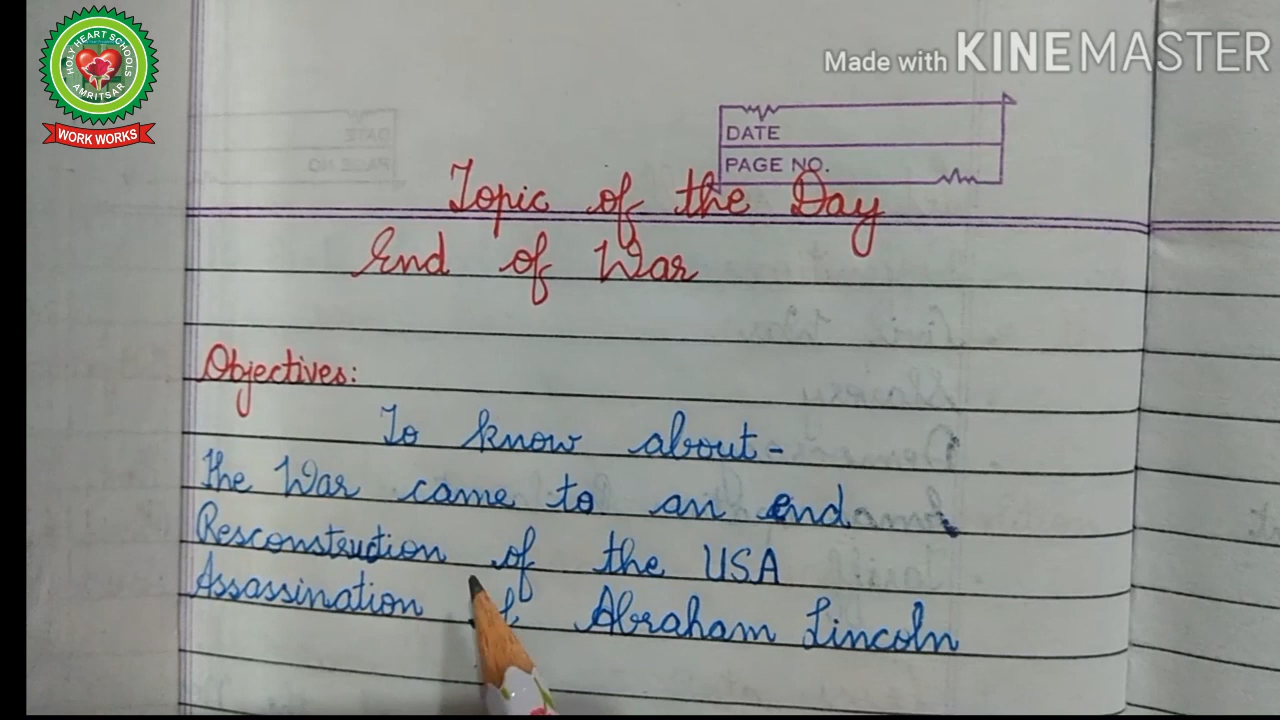 HOLY HEART SCHOOLS
AMRITSAR
WORK WORKS
Made with KINEMASTER
DATE
PAGE NO.
Topic of the Day
End of War
Objectives:
To know about-
the War came to an end
Resconstruction of the USA
Assassination of Abraham Lincoln